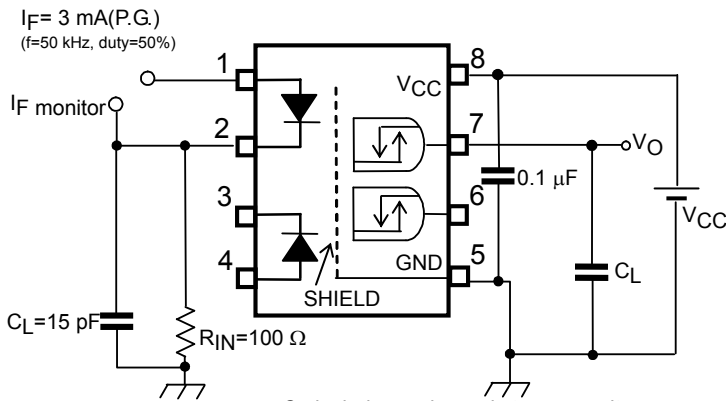 IF= 3 mA(P.G.)
(f=50 kHz, duty=50%)
IF monitor
1
2
3
4
8
7
6
5
VCC
GND
SHIELD
0.1 μF
VO
VCC
CL
CL=15 pF
RIN=100 Ω